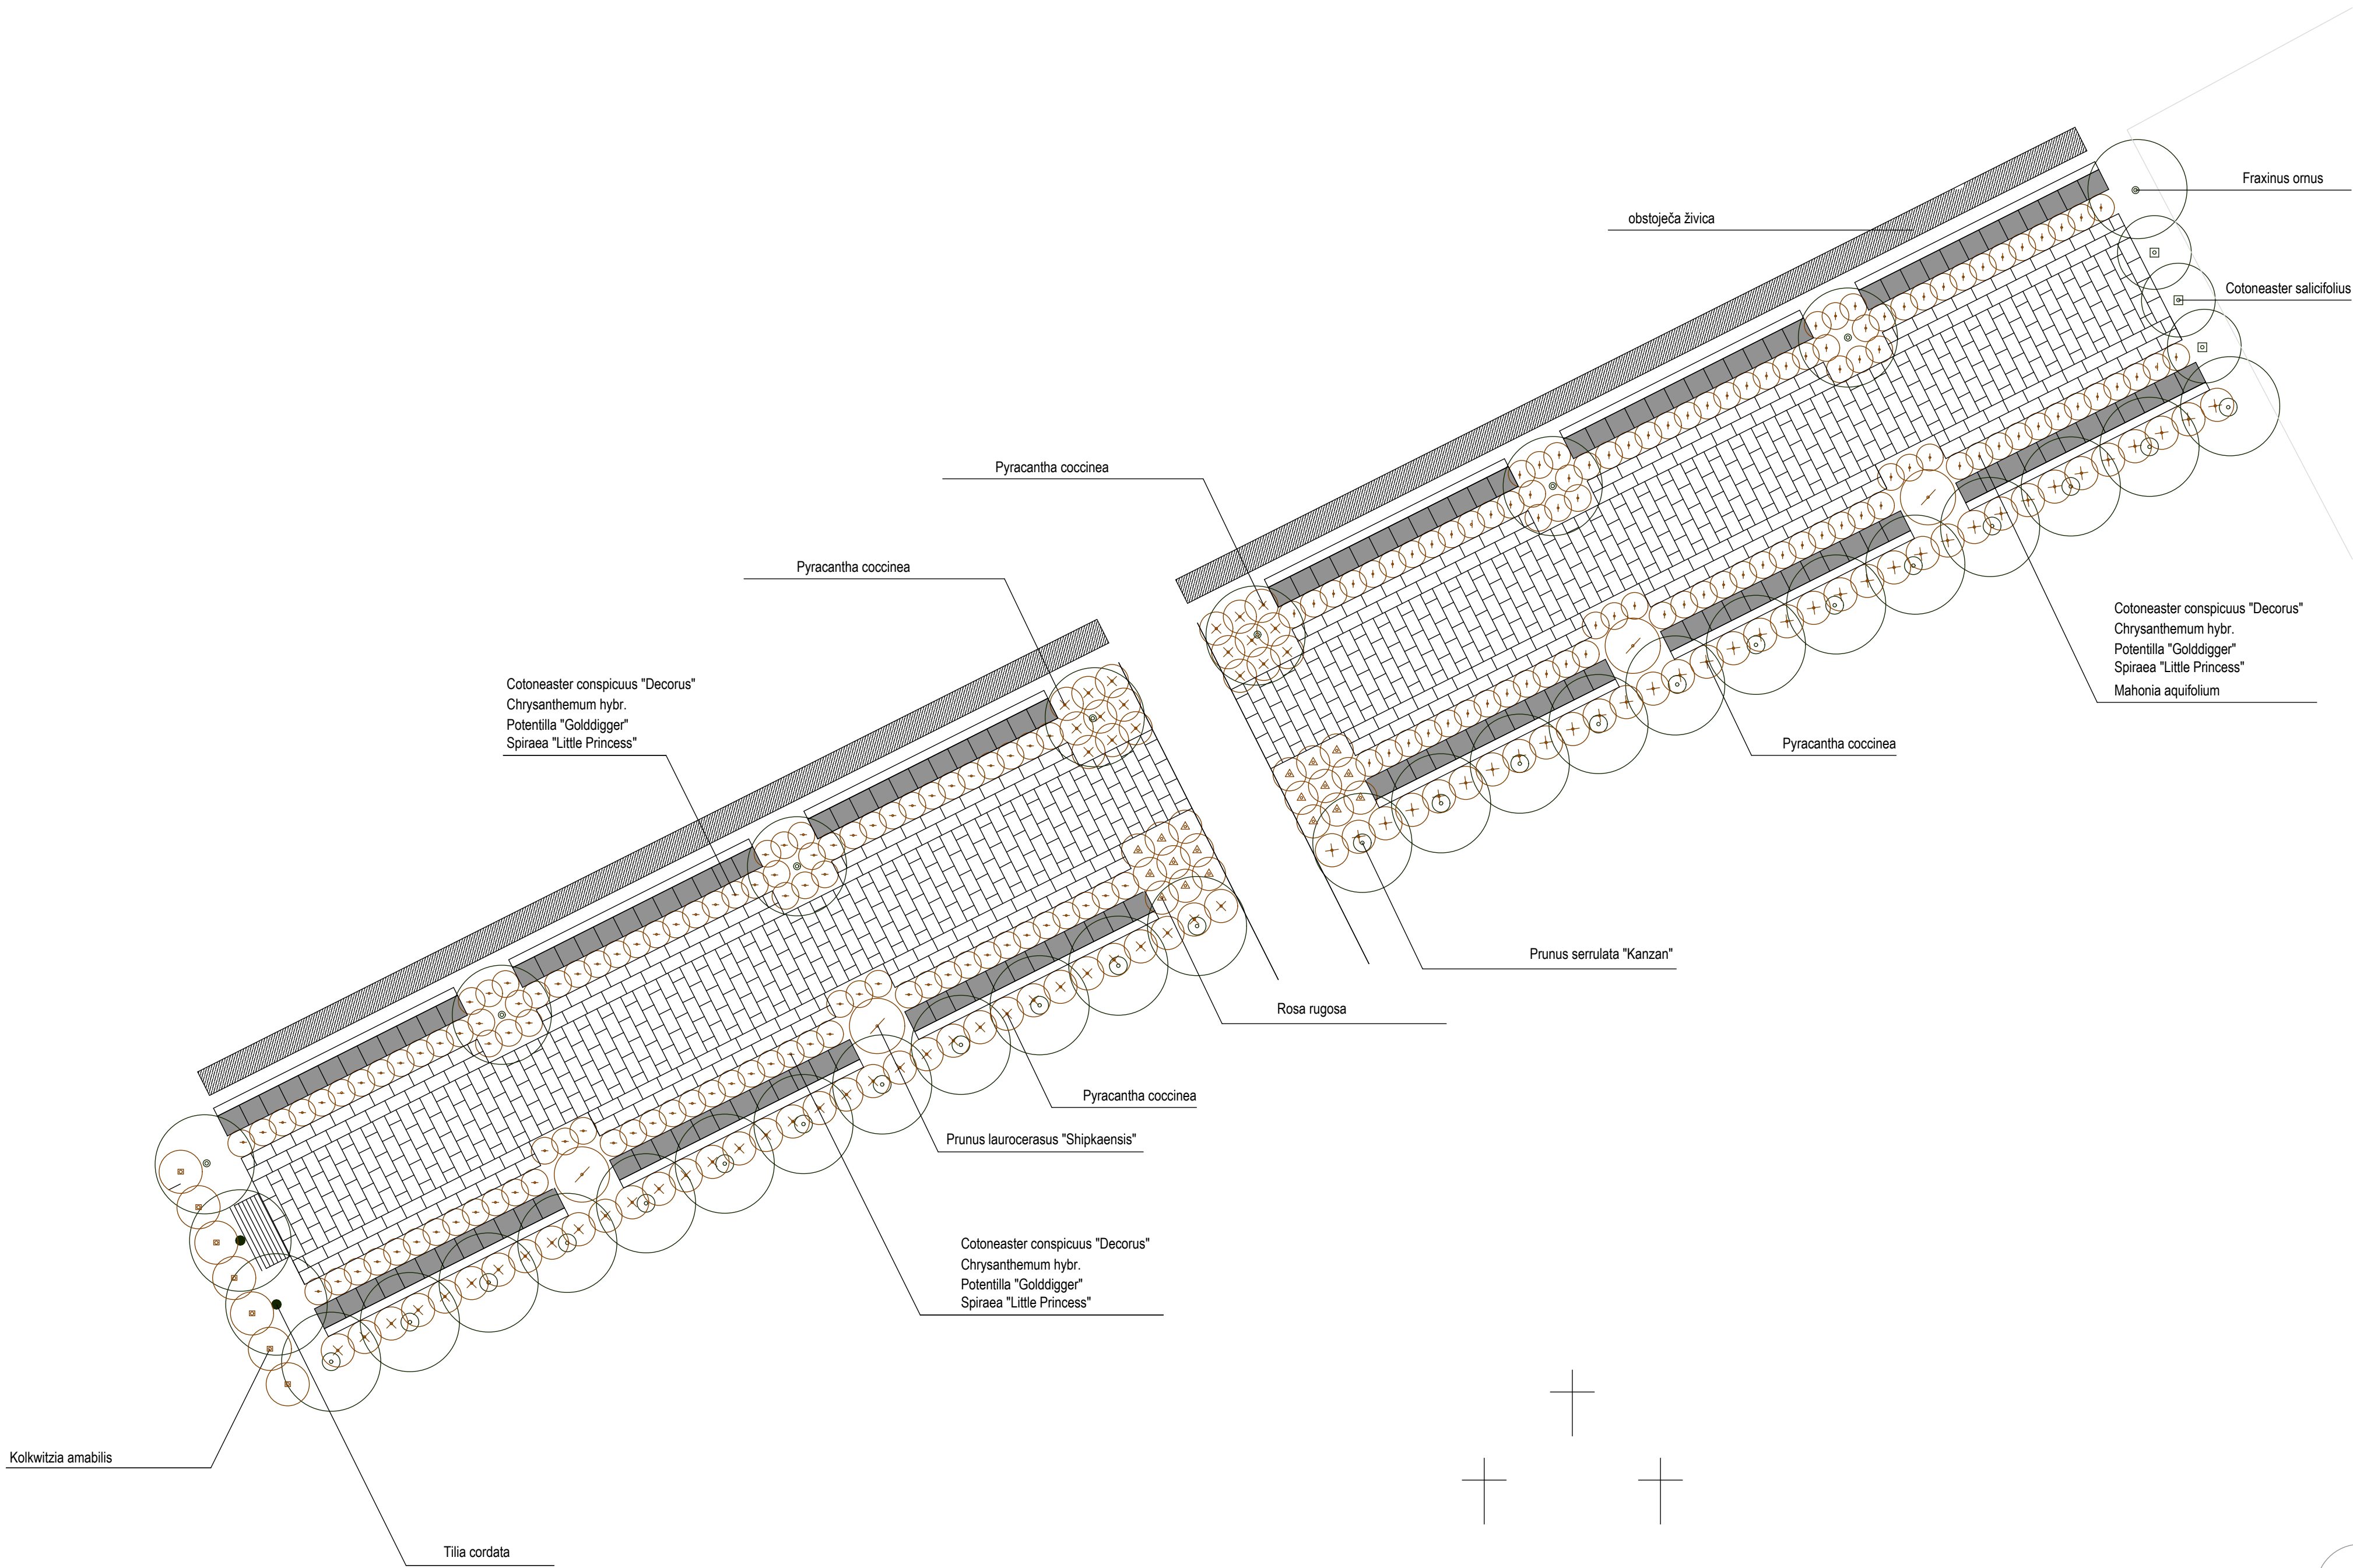 Fraxinus ornus
obstoječa živica
Cotoneaster salicifolius
Pyracantha coccinea
Pyracantha coccinea
Cotoneaster conspicuus "Decorus"
Chrysanthemum hybr.
Potentilla "Golddigger"
Spiraea "Little Princess"
Mahonia aquifolium
Cotoneaster conspicuus "Decorus"
Chrysanthemum hybr.
Potentilla "Golddigger"
Spiraea "Little Princess"
Pyracantha coccinea
Prunus serrulata "Kanzan"
Rosa rugosa
Pyracantha coccinea
Prunus laurocerasus "Shipkaensis"
Cotoneaster conspicuus "Decorus"
Chrysanthemum hybr.
Potentilla "Golddigger"
Spiraea "Little Princess"
Kolkwitzia amabilis
Tilia cordata